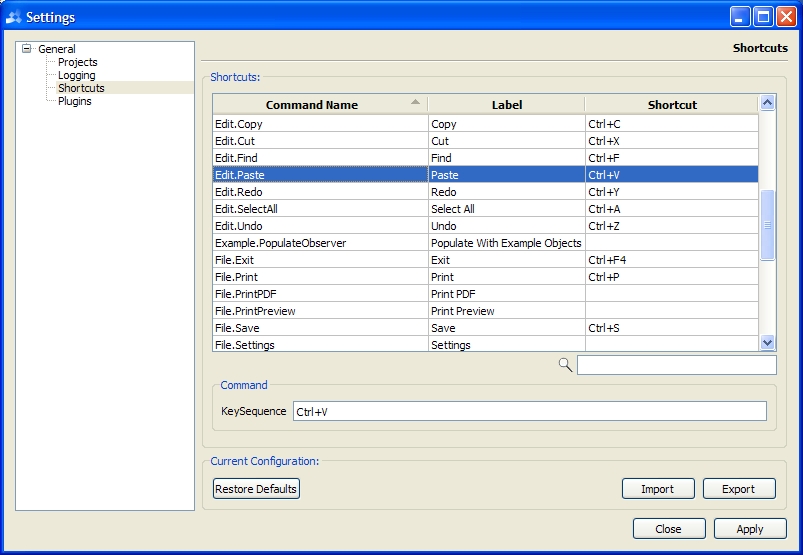 Settings
General
Projects
Logging
Shortcuts
Plugins
Shortcuts
Shortcuts:
Command Name Label Shortcut
Edit.Copy Copy Ctrl+C
Edit.Cut Cut Ctrl+X
Edit.Find Find Ctrl+F
Edit.Paste Paste Ctrl+V
Edit.Redo Redo Ctrl+Y
Edit.SelectAll Select All Ctrl+A
Edit.Undo Undo Ctrl+Z
Example.PopulateObserver Populate With Example Objects
File.Exit Exit Ctrl+F4
File.Print Print Ctrl+P
File.PrintPDF Print PDF
File.PrintPreview Print Preview
File.Save Save Ctrl+S
File.Settings Settings
Command
KeySequence Ctrl+V
Current Configuration:
Restore Defaults Import Export
Close Apply